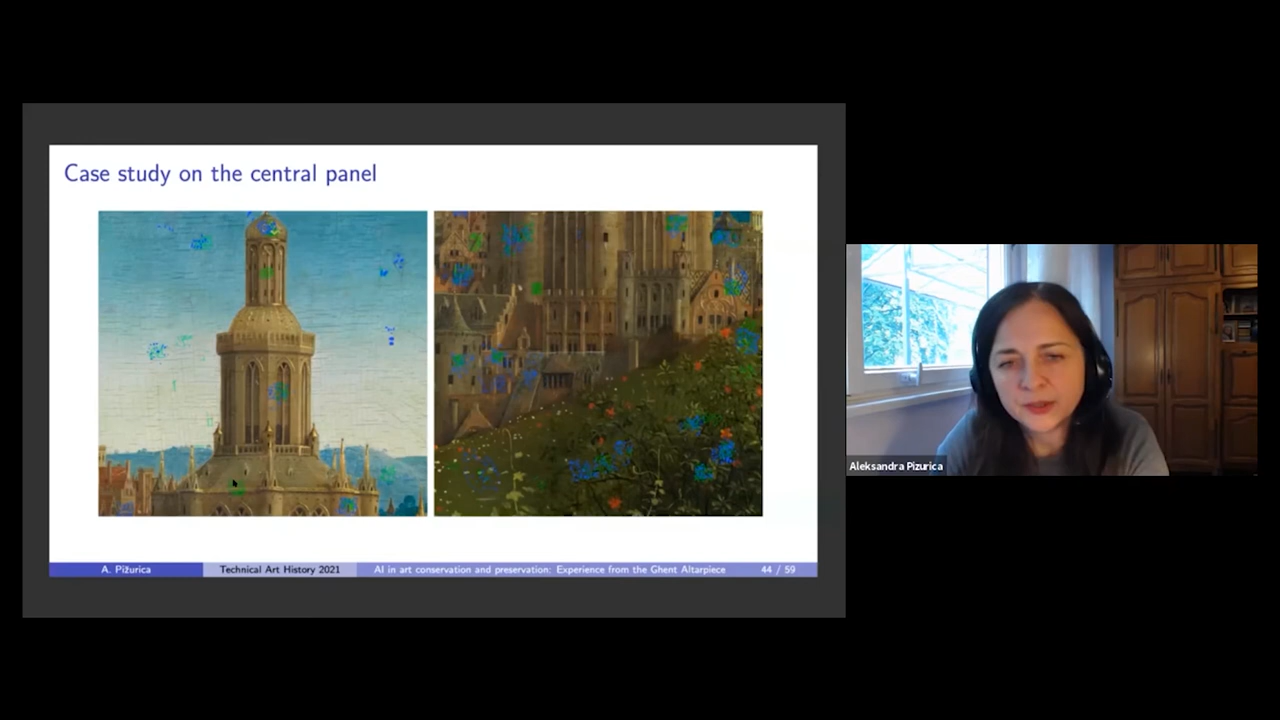 Case study on the central panel
A. Pižurica
Technical Art History 2021
AI in art conservation and preservation: Experience from the Ghent Altarpiece
44 / 59
Aleksandra Pizurica